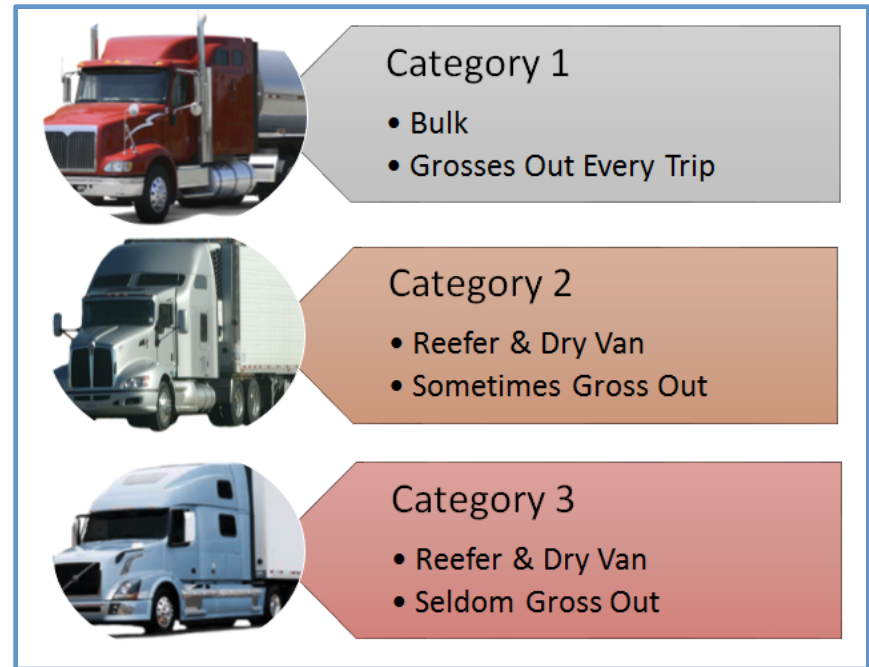 Category 1
• Bulk
• Grosses Out Every Trip
Category 2
• Reefer & Dry Van
• Sometimes Gross Out
Category 3
• Reefer & Dry Van
• Seldom Gross Out